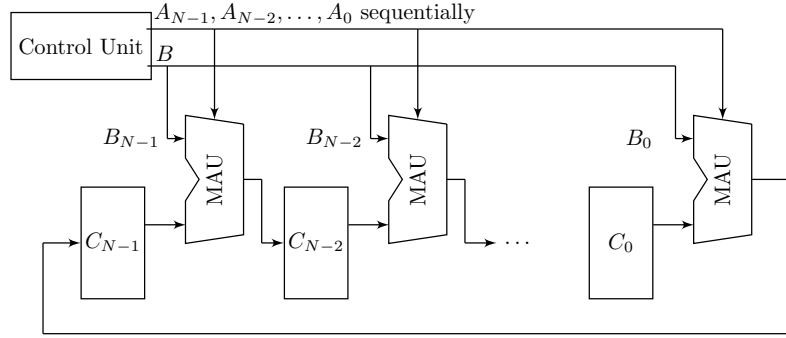 A_{N-1}, A_{N-2}, ..., A_0 sequentially
Control Unit
B
B_{N-1}
B_{N-2}
B_0
MAU
MAU
MAU
C_{N-1}
C_{N-2}
...
C_0